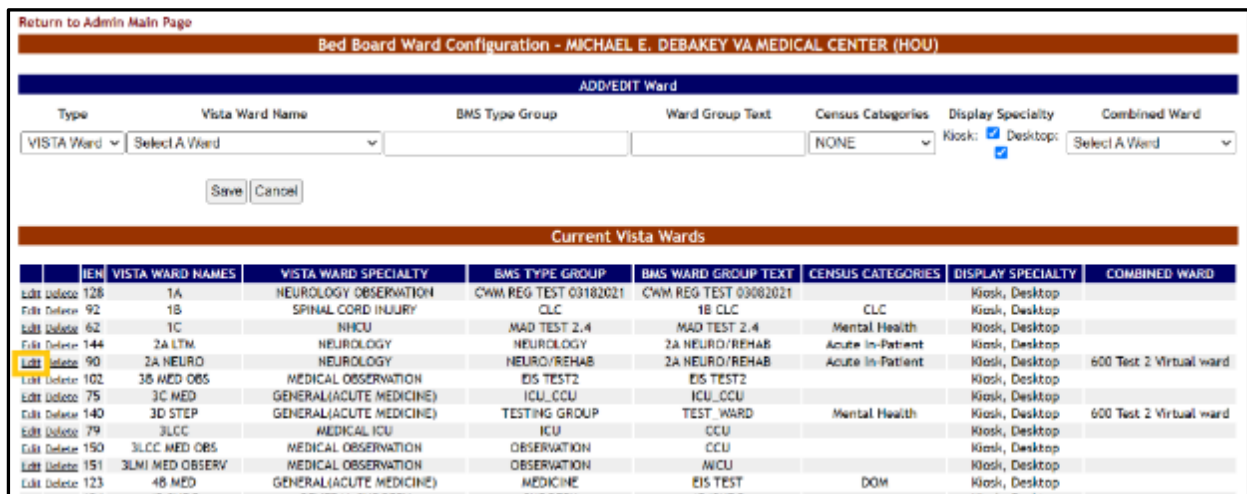 Return to Admin Main Page
Bed Board Ward Configuration - MICHAEL E. DEBAKEY VA MEDICAL CENTER (HOU)
ADD/EDIT Ward
Type Vista Ward Name BMS Type Group Ward Group Text Census Categories Display Specialty Combined Ward
VISTA Ward Select A Ward NONE Kiosk: Desktop: Select A Ward
Save Cancel
Current Vista Wards
IEN VISTA WARD NAMES VISTA WARD SPECIALTY BMS TYPE GROUP BMS WARD GROUP TEXT CENSUS CATEGORIES DISPLAY SPECIALTY COMBINED WARD
Edit Delete 128 1A NEUROLOGY OBSERVATION CWM REG TEST 03182021 CWM REG TEST 03082021 Kiosk, Desktop
Edit Delete 92 1B SPINAL CORD INJURY CLC 1B CLC CLC Kiosk, Desktop
Edit Delete 62 1C NHCU MAD TEST 2.4 MAD TEST 2.4 Mental Health Kiosk, Desktop
Edit Delete 144 2A LTM NEUROLOGY NEUROLOGY 2A NEURO/REHAB Acute In-Patient Kiosk, Desktop
Edit Delete 90 2A NEURO NEUROLOGY NEURO/REHAB 2A NEURO/REHAB Acute In-Patient Kiosk, Desktop 600 Test 2 Virtual ward
Edit Delete 102 3B MED OBS MEDICAL OBSERVATION EIS TEST2 EIS TEST2 Kiosk, Desktop
Edit Delete 75 3C MED GENERAL(ACUTE MEDICINE) ICU_CCU ICU_CCU Kiosk, Desktop
Edit Delete 140 3D STEP GENERAL(ACUTE MEDICINE) TESTING GROUP TEST_WARD Mental Health Kiosk, Desktop 600 Test 2 Virtual ward
Edit Delete 79 3LCC MEDICAL ICU ICU CCU Kiosk, Desktop
Edit Delete 150 3LCC MED OBS MEDICAL OBSERVATION OBSERVATION CCU Kiosk, Desktop
Edit Delete 151 3LMI MED OBSERV MEDICAL OBSERVATION OBSERVATION MICU Kiosk, Desktop
Edit Delete 123 4B MED GENERAL(ACUTE MEDICINE) MEDICINE EIS TEST DOM Kiosk, Desktop